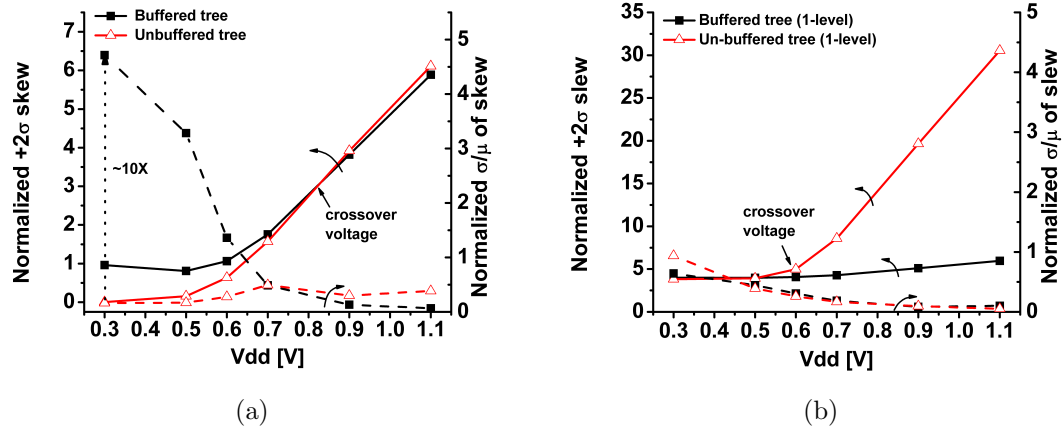 Buffered tree
Unbuffered tree
Normalized +2σ skew
7
6
5
4
3
2
1
0
~10X
crossover
voltage
5
4
3
2
1
0
Normalized σ/μ of skew
0.3 0.4 0.5 0.6 0.7 0.8 0.9 1.0 1.1
Vdd [V]
(a)
Buffered tree (1-level)
Un-buffered tree (1-level)
Normalized +2σ slew
35
30
25
20
15
10
5
0
crossover
voltage
5
4
3
2
1
0
Normalized σ/μ of slew
0.3 0.4 0.5 0.6 0.7 0.8 0.9 1.0 1.1
Vdd [V]
(b)